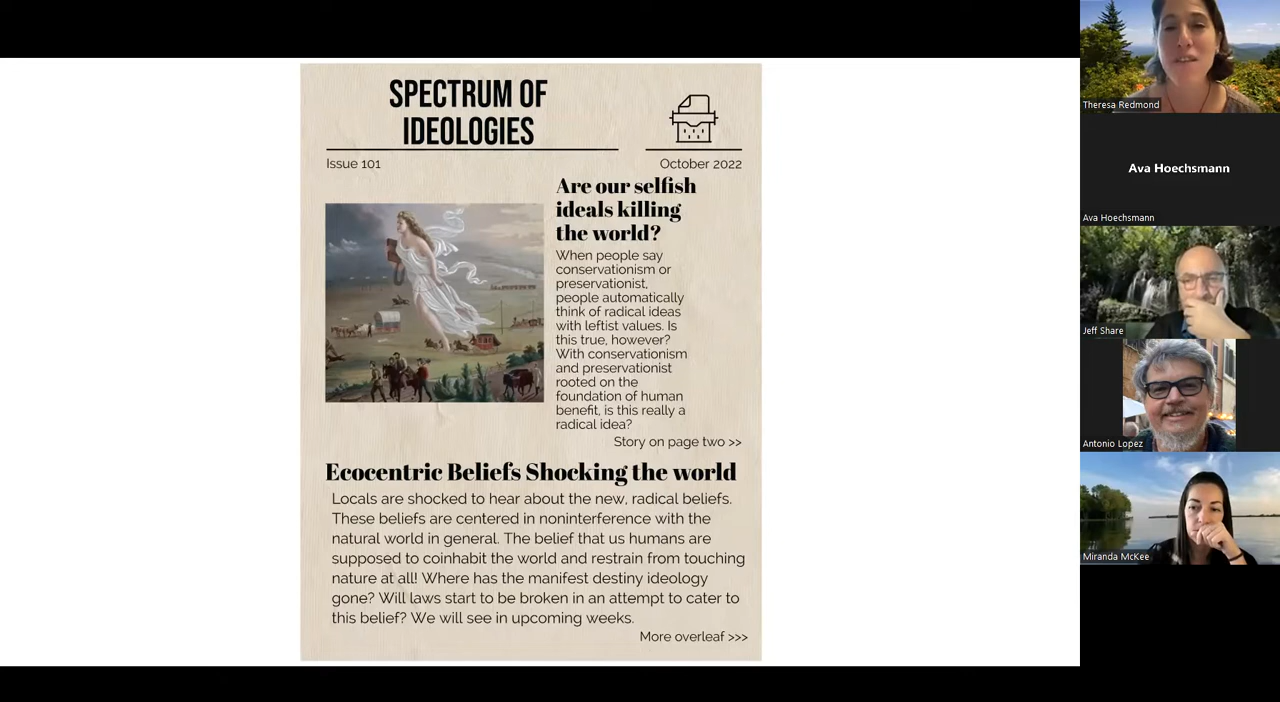 SPECTRUM OF
IDEOLOGIES
Issue 101
October 2022
Are our selfish
ideals killing
the world?
When people say
conservationism or
preservationist,
people automatically
think of radical ideas
with leftist values. Is
this true, however?
With conservationism
and preservationist
rooted on the
foundation of human
benefit, is this really a
radical idea?
Story on page two >>
Ecocentric Beliefs Shocking the world
Locals are shocked to hear about the new, radical beliefs.
These beliefs are centered in noninterference with the
natural world in general. The belief that us humans are
supposed to coinhabit the world and restrain from touching
nature at all! Where has the manifest destiny ideology
gone? Will laws start to be broken in an attempt to cater to
this belief? We will see in upcoming weeks.
More overleaf >>>
Theresa Redmond
Ava Hoechsmann
Ava Hoechsmann
Jeff Share
Antonio Lopez
Miranda McKee